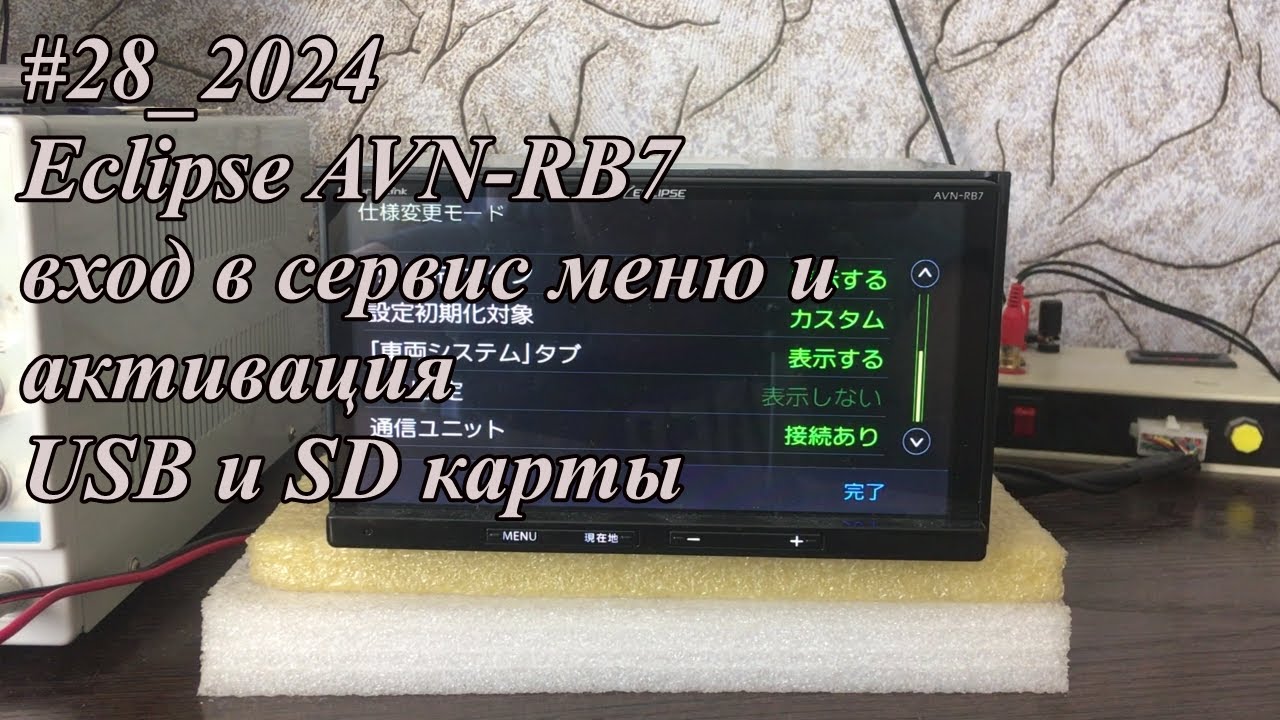 #28_2024
Eclipse AVN-RB7
вход в сервис меню и
активация
USB и SD карты
ECLIPSE
AVN-RB7
仕様変更モード
示する
設定初期化対象 カスタム
「車両システム」タブ 表示する
定 表示しない
通信ユニット 接続あり
完了
MENU 現在地 − +